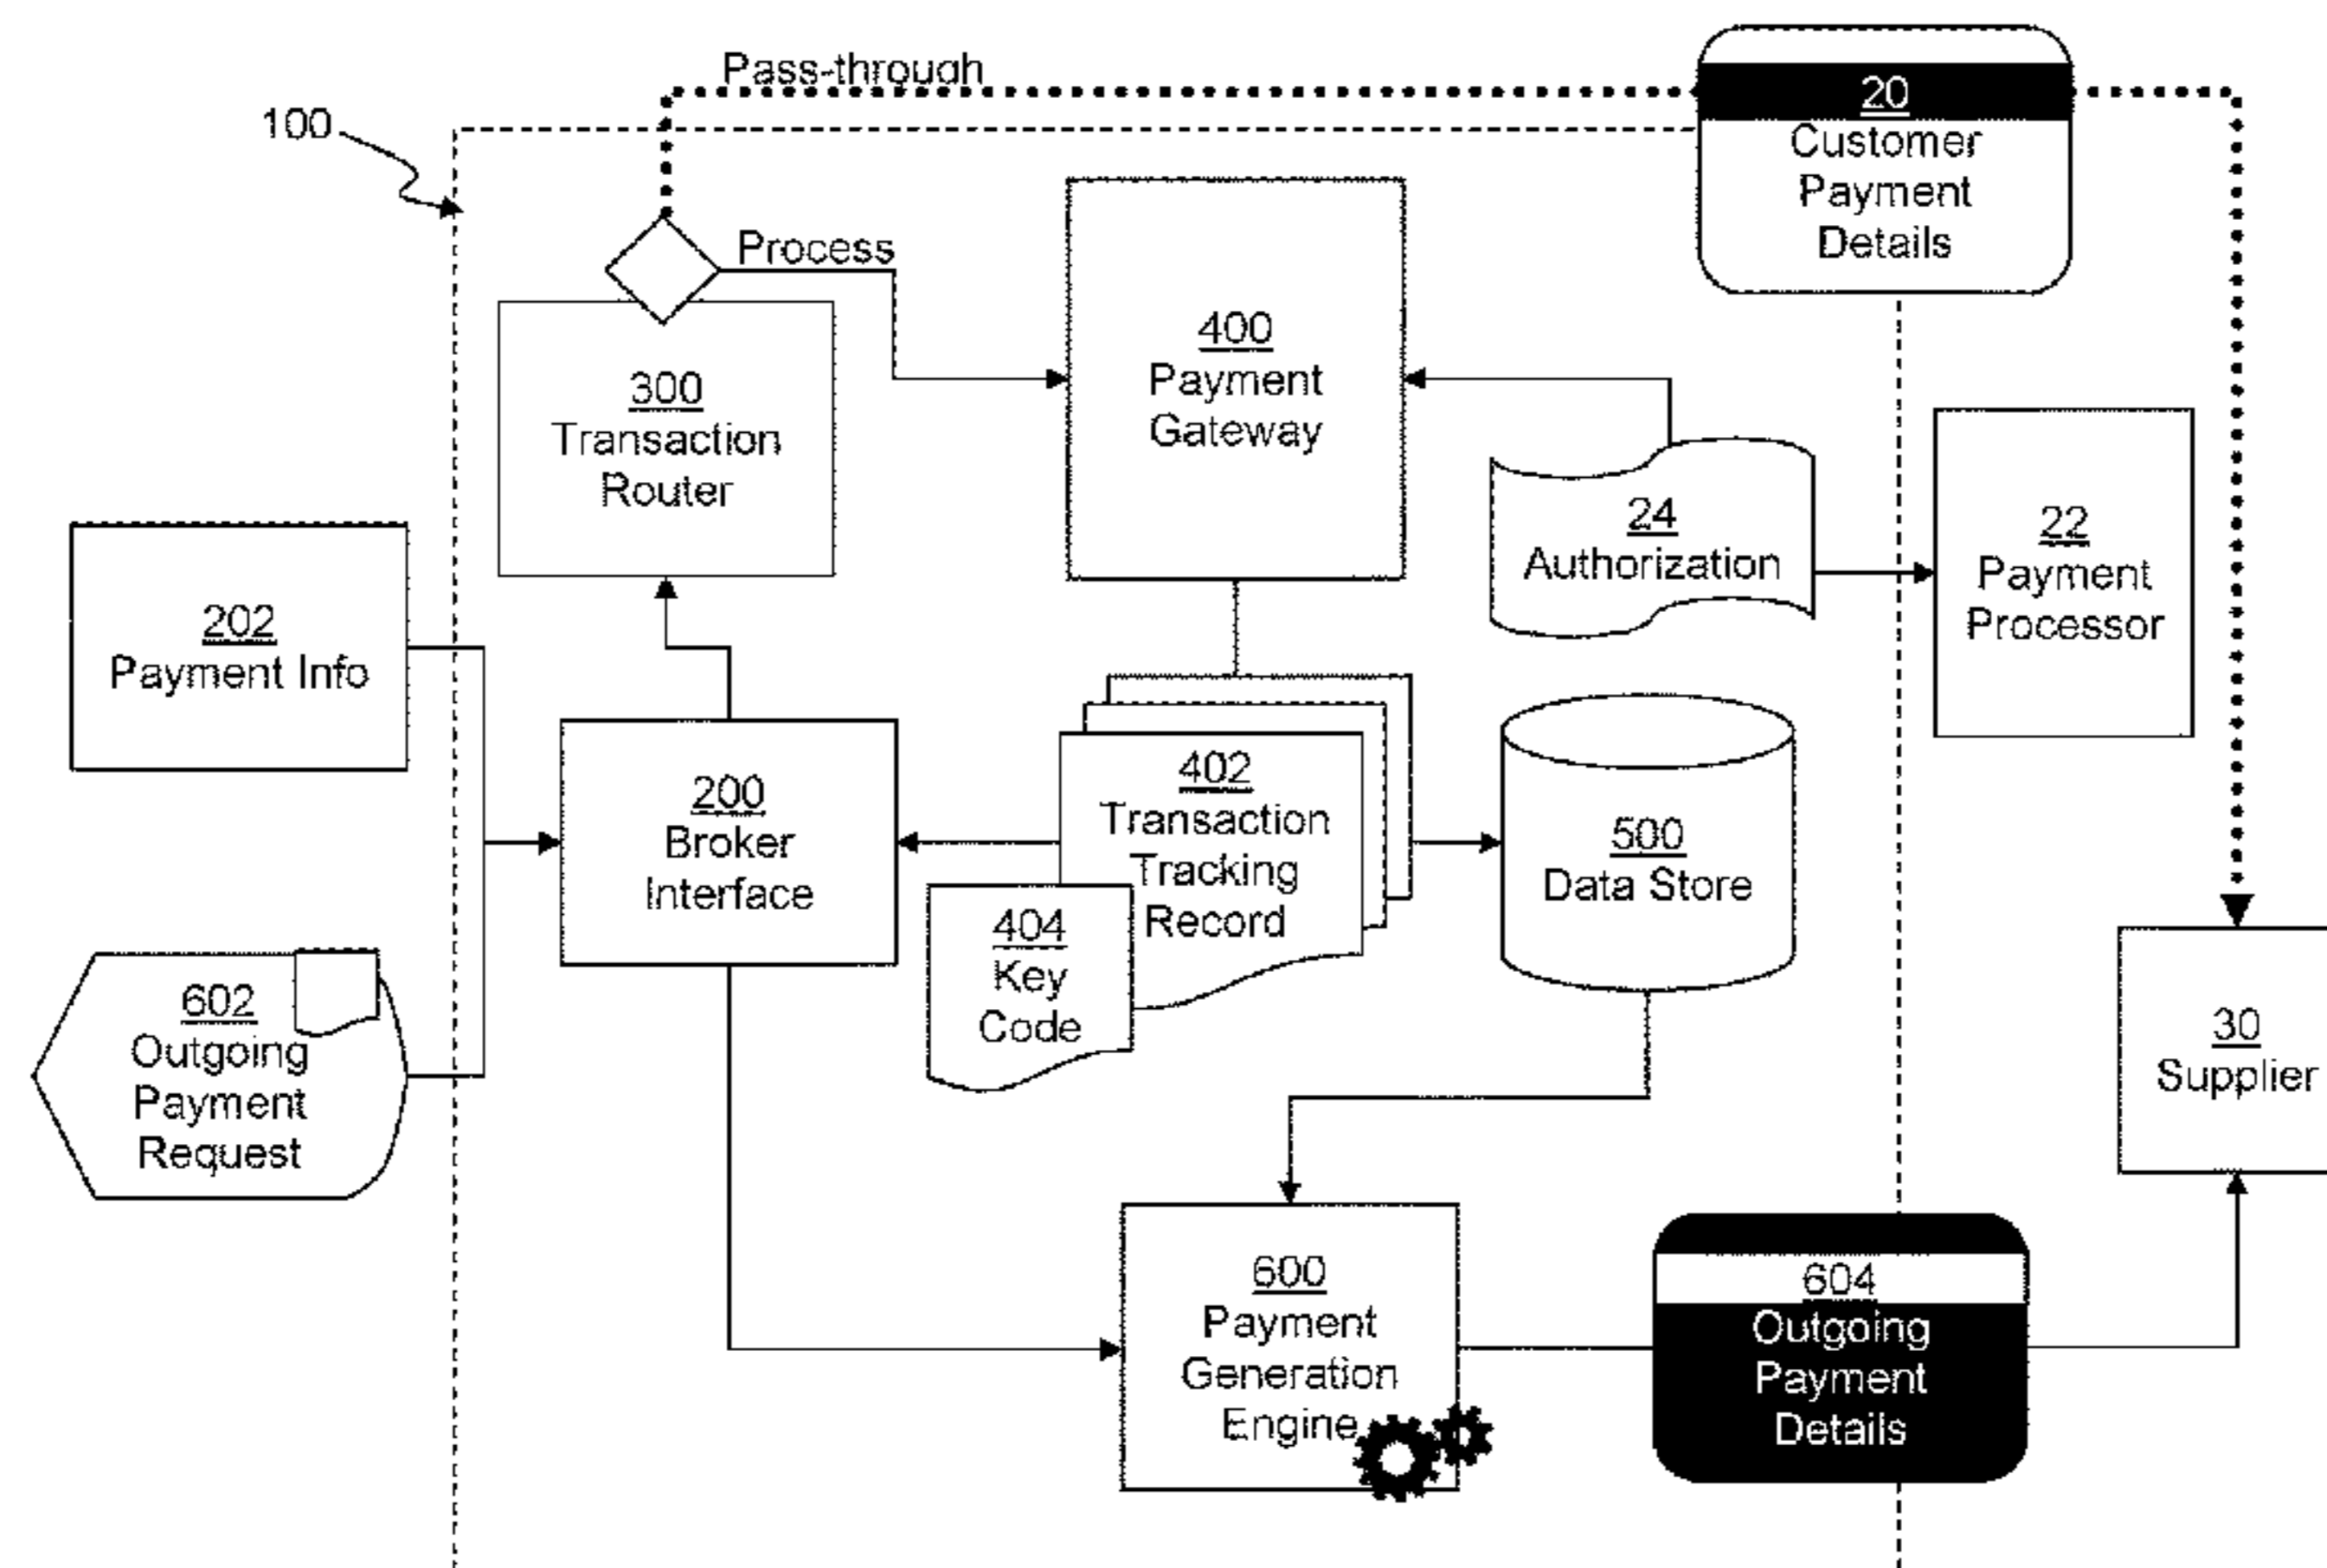 Pass-through
100
20
Customer
Payment
Details
Process
400
Payment
Gateway
300
Transaction
Router
24
Authorization
22
Payment
Processor
202
Payment Info
200
Broker
Interface
402
Transaction
Tracking
Record
404
Key
Code
500
Data Store
602
Outgoing
Payment
Request
30
Supplier
600
Payment
Generation
Engine
604
Outgoing
Payment
Details